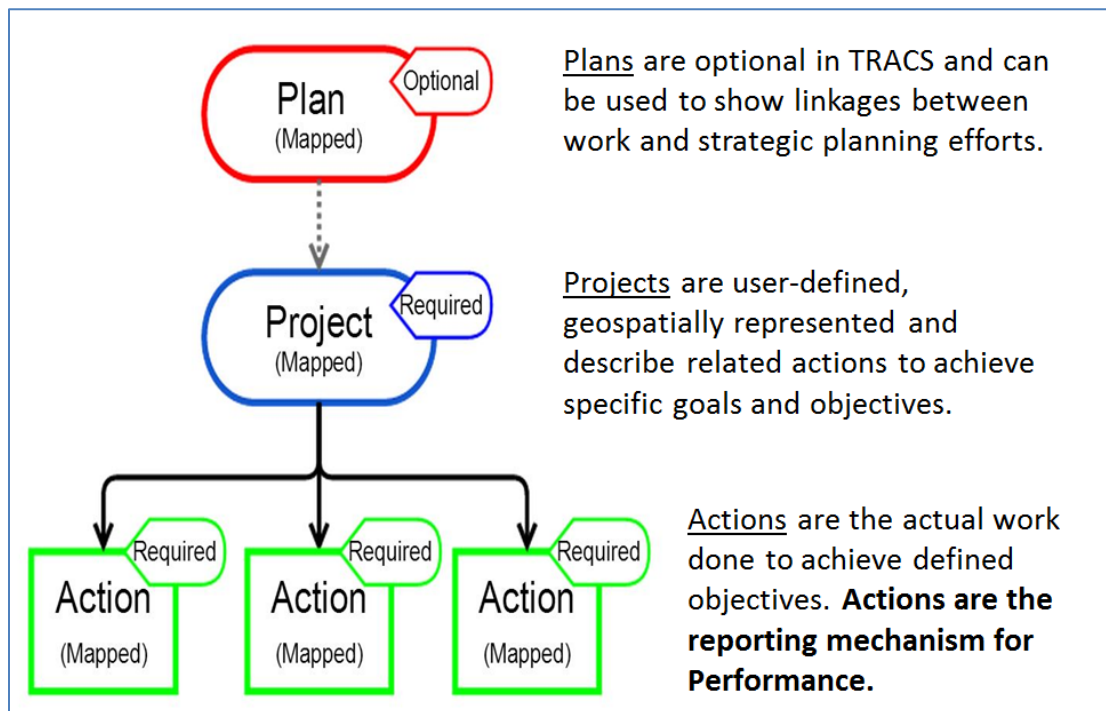 Plan
(Mapped)
Optional
Plans are optional in TRACS and can
be used to show linkages between
work and strategic planning efforts.
Project
(Mapped)
Required
Projects are user-defined,
geospatially represented and
describe related actions to achieve
specific goals and objectives.
Action
(Mapped)
Required
Action
(Mapped)
Required
Action
(Mapped)
Required
Actions are the actual work
done to achieve defined
objectives. Actions are the
reporting mechanism for
Performance.